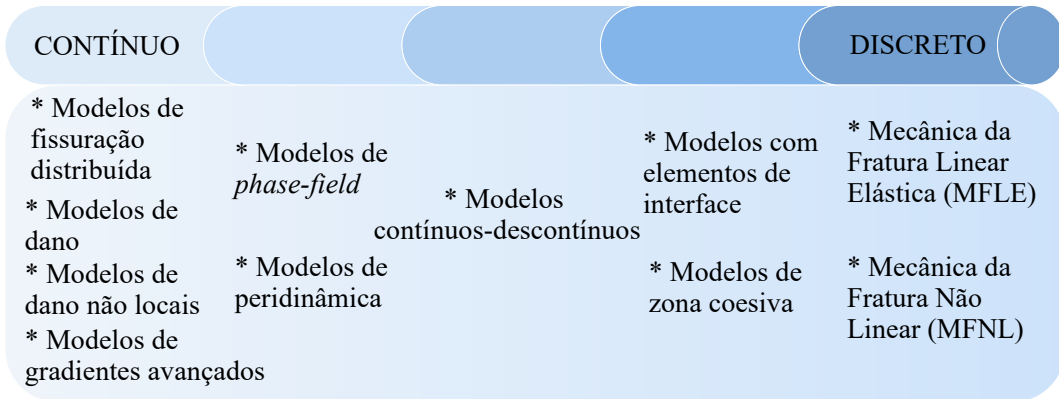 CONTÍNUO
DISCRETO
* Modelos de
fissuração
distribuída
* Modelos de
dano
* Modelos de
dano não locais
* Modelos de
gradientes avançados
* Modelos de
phase-field
* Modelos de
peridinâmica
* Modelos
contínuos-descontínuos
* Modelos com
elementos de
interface
* Modelos de
zona coesiva
* Mecânica da
Fratura Linear
Elástica (MFLE)
* Mecânica da
Fratura Não
Linear (MFNL)